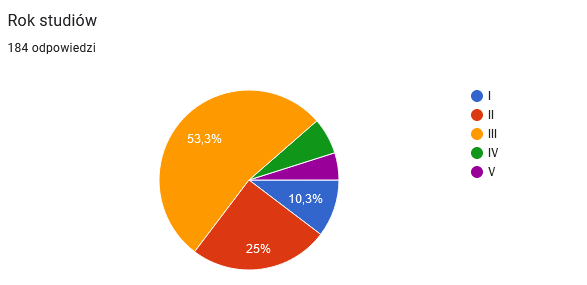 Rok studiów
184 odpowiedzi
53,3%
10,3%
25%
I
II
III
IV
V